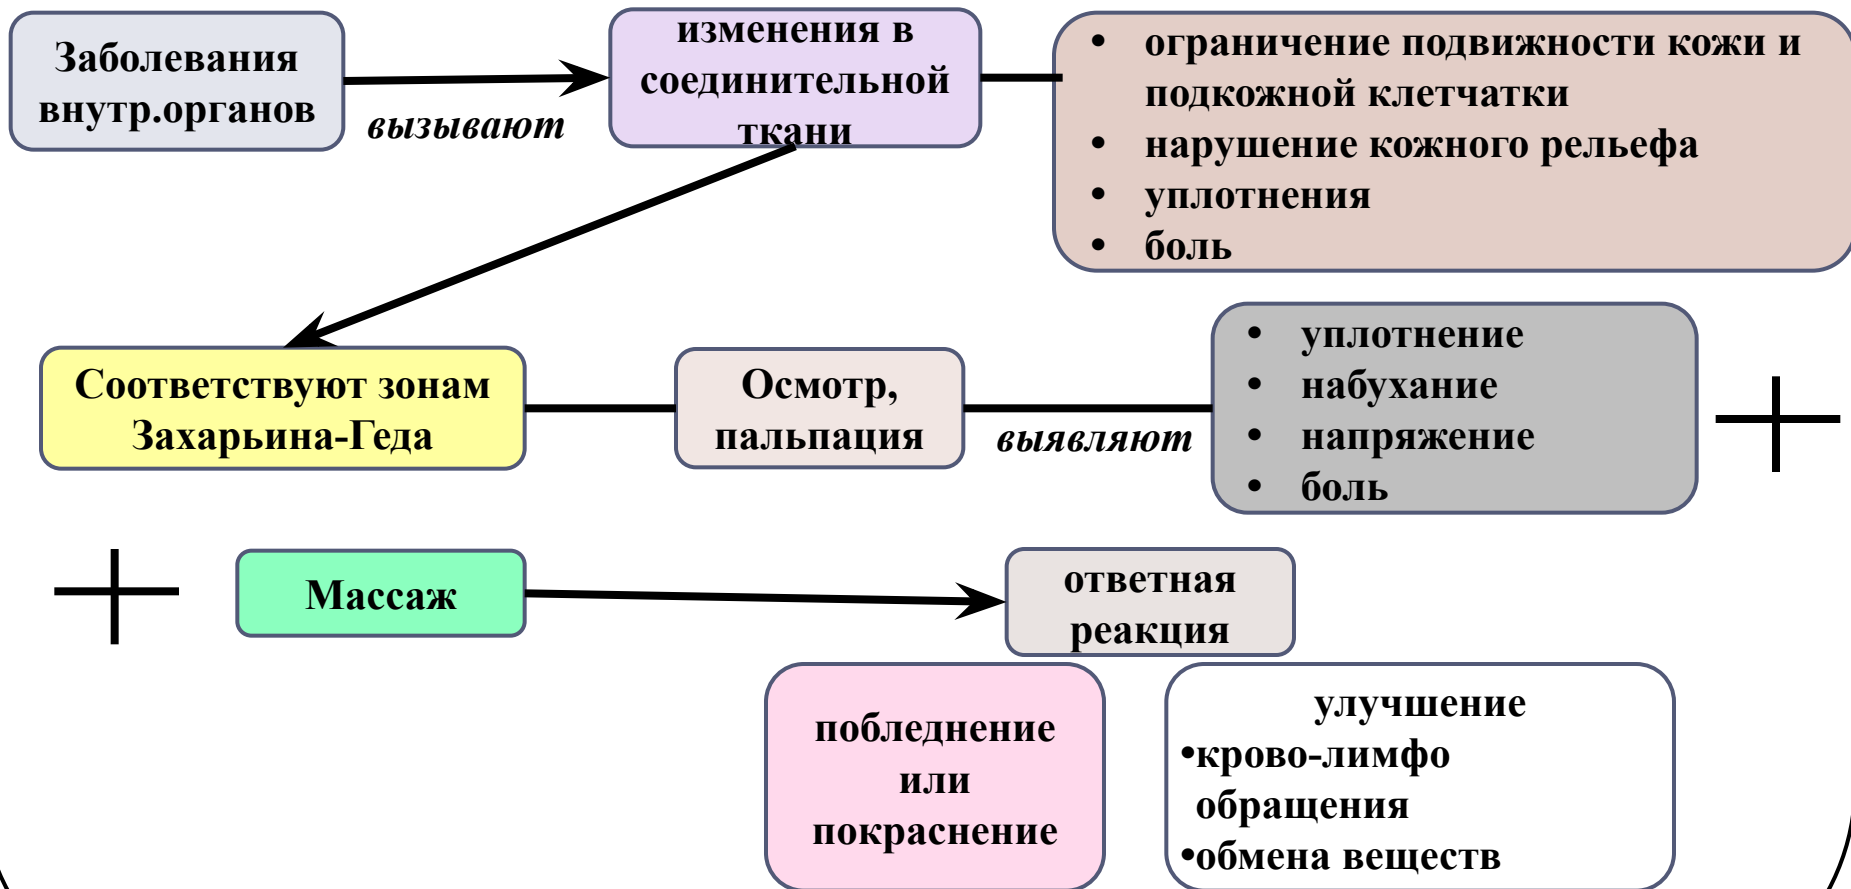 Заболевания
внутр.органов
вызывают
изменения в
соединительной
ткани
• ограничение подвижности кожи и
подкожной клетчатки
• нарушение кожного рельефа
• уплотнения
• боль
Соответствуют зонам
Захарьина-Геда
Осмотр,
пальпация
выявляют
• уплотнение
• набухание
• напряжение
• боль
Массаж
ответная
реакция
побледнение
или
покраснение
улучшение
•крово-лимфо
обращения
•обмена веществ